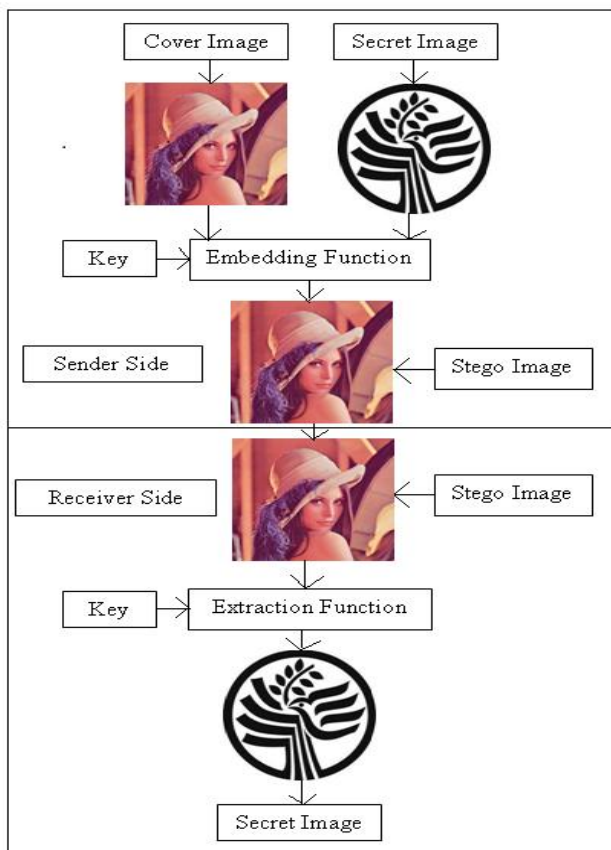 Cover Image
Secret Image
Key
Embedding Function
Sender Side
Stego Image
Receiver Side
Stego Image
Key
Extraction Function
Secret Image